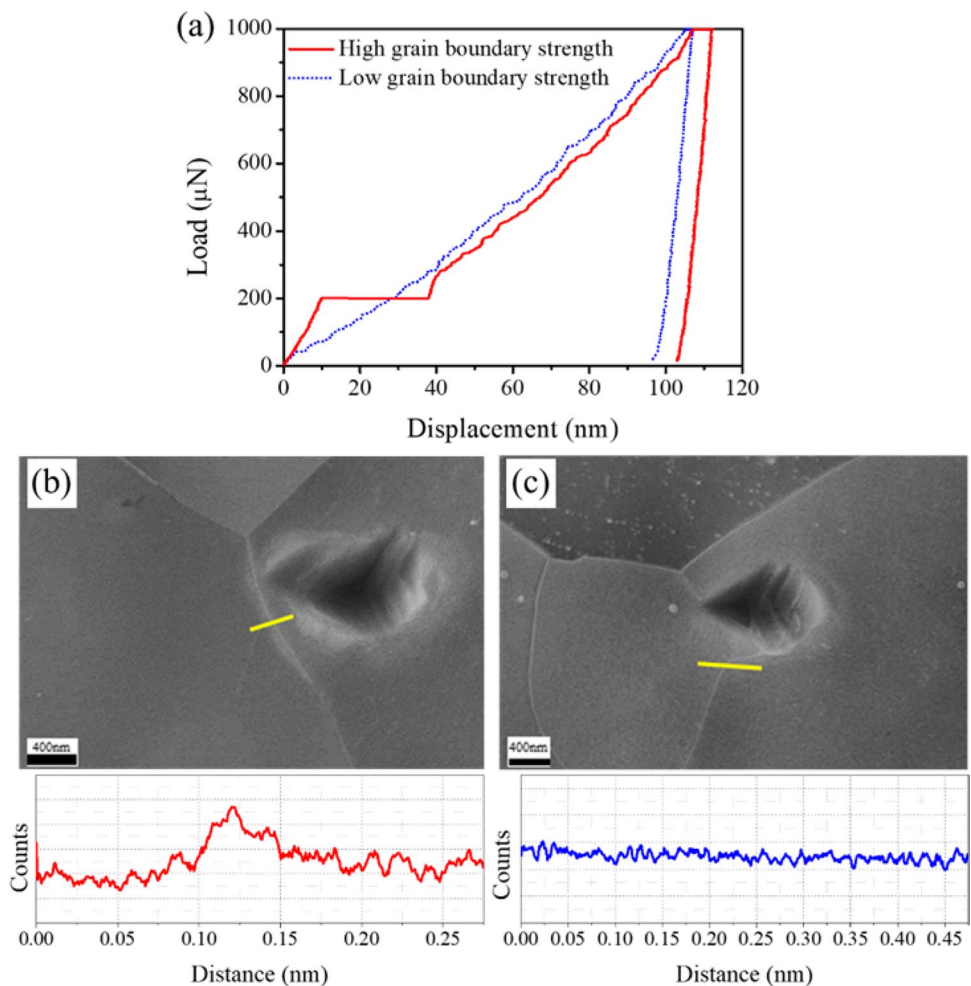 (a)
1000
800
600
400
200
0
Load (µN)
High grain boundary strength
Low grain boundary strength
0 20 40 60 80 100 120
Displacement (nm)
(b)
400nm
(c)
400nm
Counts
0.00 0.05 0.10 0.15 0.20 0.25
Distance (nm)
Counts
0.00 0.05 0.10 0.15 0.20 0.25 0.30 0.35 0.40 0.45
Distance (nm)